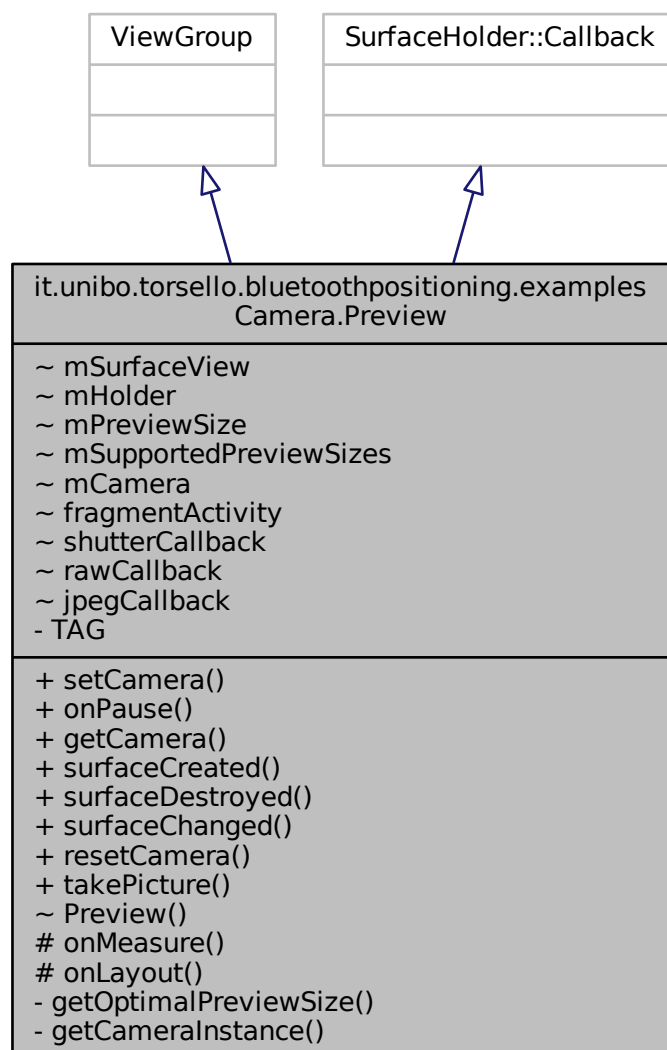 ViewGroup
SurfaceHolder::Callback
it.unibo.torsello.bluetoothpositioning.examples
Camera.Preview
~ mSurfaceView
~ mHolder
~ mPreviewSize
~ mSupportedPreviewSizes
~ mCamera
~ fragmentActivity
~ shutterCallback
~ rawCallback
~ jpegCallback
- TAG
+ setCamera()
+ onPause()
+ getCamera()
+ surfaceCreated()
+ surfaceDestroyed()
+ surfaceChanged()
+ resetCamera()
+ takePicture()
~ Preview()
# onMeasure()
# onLayout()
- getOptimalPreviewSize()
- getCameraInstance()